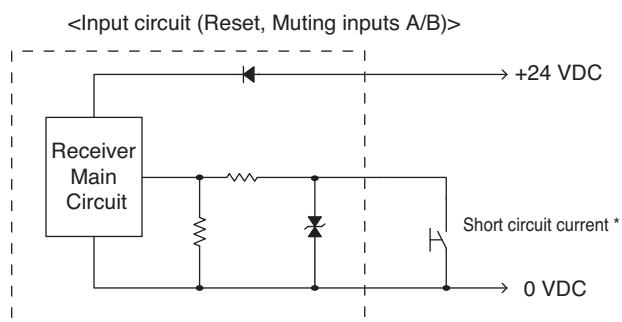 <Input circuit (Reset, Muting inputs A/B)>
+24 VDC
Receiver
Main
Circuit
Short circuit current *
0 VDC